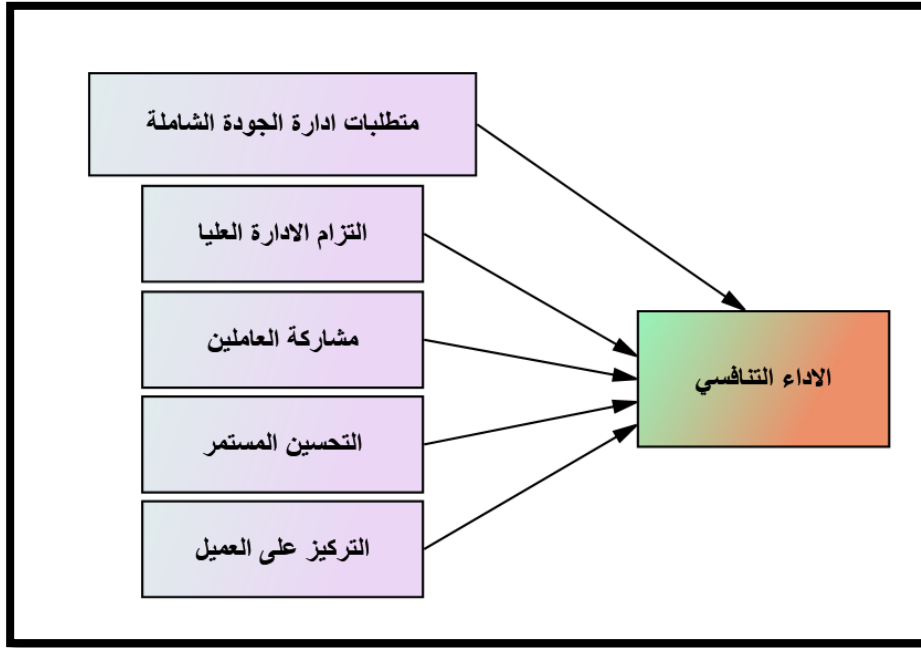 متطلبات ادارة الجودة الشاملة
التزام الادارة العليا
مشاركة العاملين
التحسين المستمر
التركيز على العميل
الاداء التنافسي